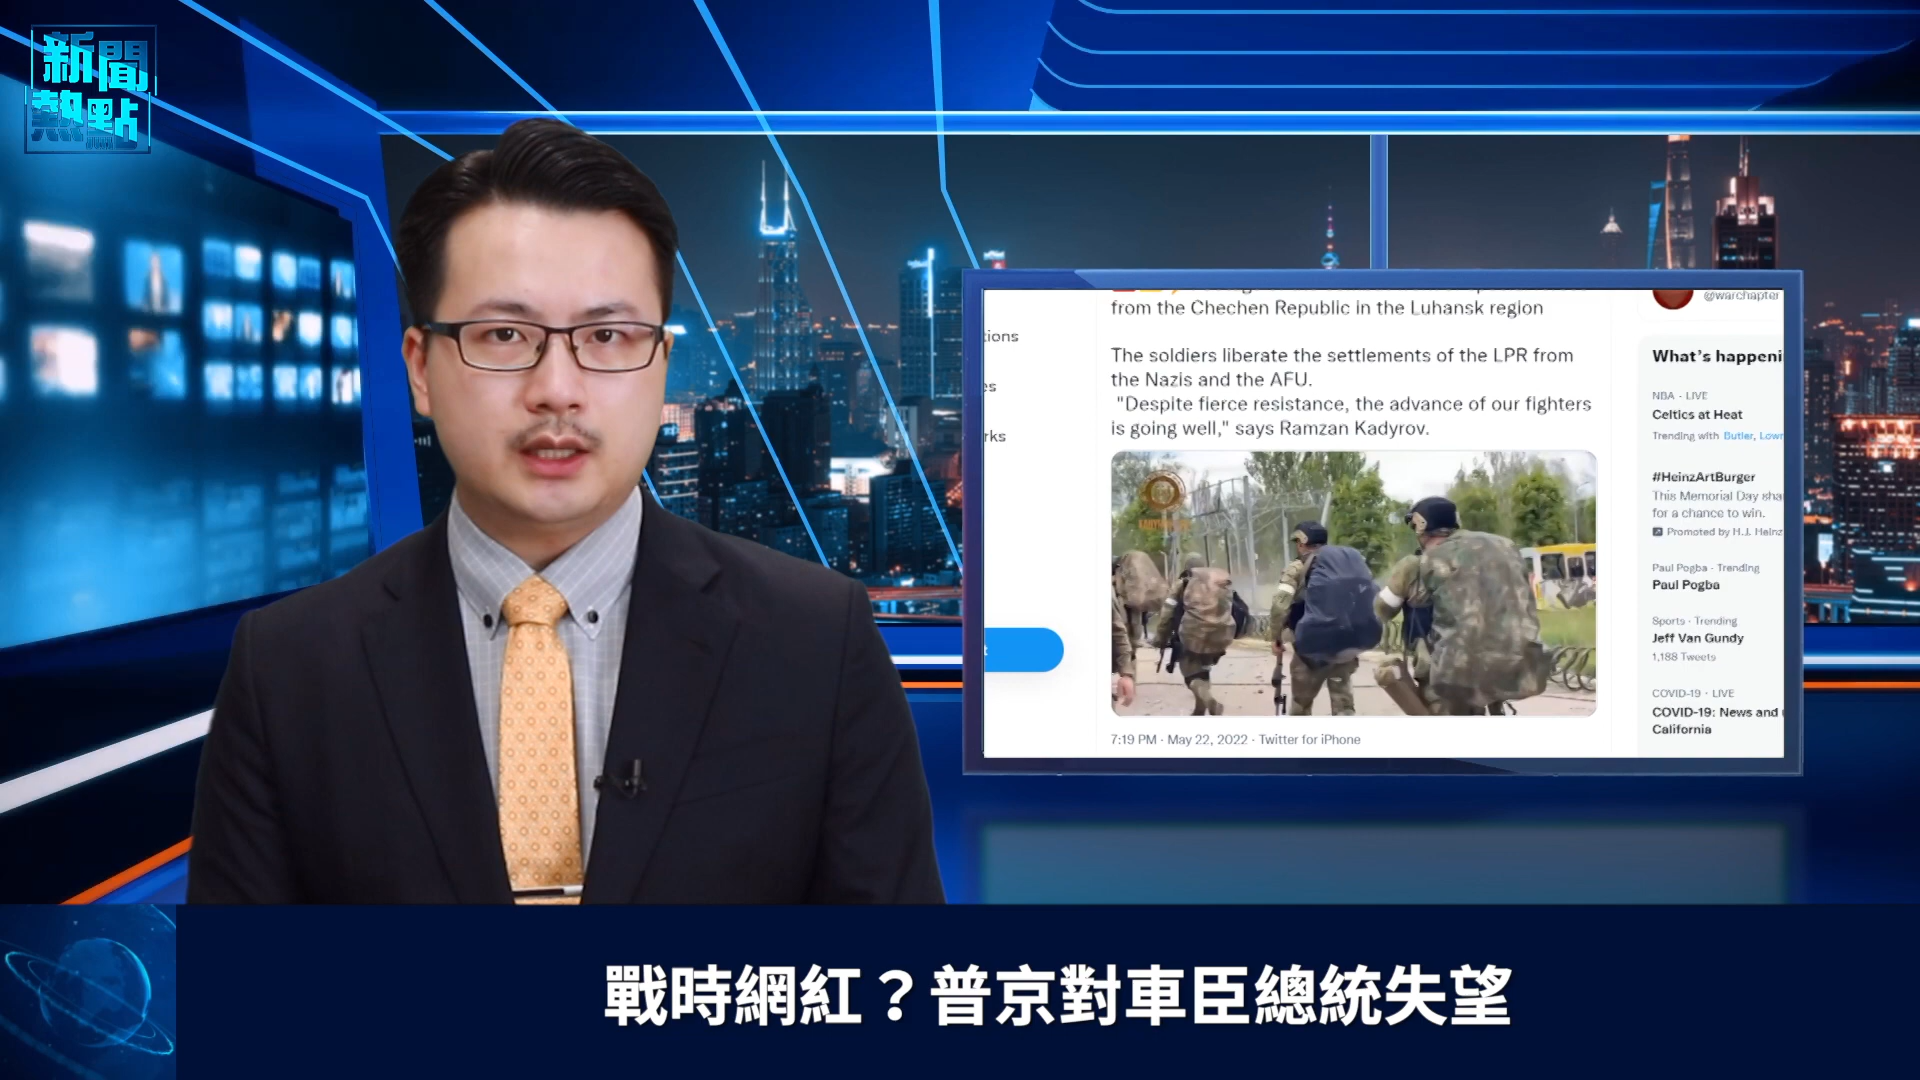 新聞
熱點
from the Chechen Republic in the Luhansk region
The soldiers liberate the settlements of the LPR from
the Nazis and the AFU.
"Despite fierce resistance, the advance of our fighters
is going well," says Ramzan Kadyrov.
7:19 PM · May 22, 2022 · Twitter for iPhone
@warchapter
What's happeni
NBA · LIVE
Celtics at Heat
Trending with Butler, Lowr
#HeinzArtBurger
This Memorial Day sha
for a chance to win.
Promoted by H.J. Heinz
Paul Pogba · Trending
Paul Pogba
Sports · Trending
Jeff Van Gundy
1,188 Tweets
COVID-19 · LIVE
COVID-19: News and
California
戰時網紅？普京對車臣總統失望